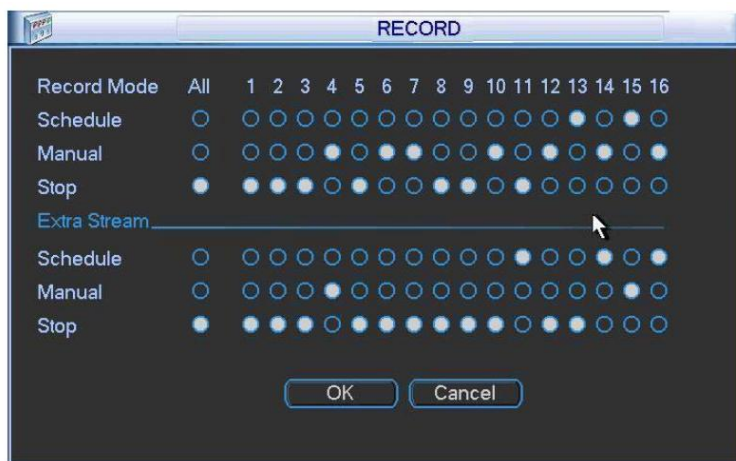 RECORD
Record Mode All 1 2 3 4 5 6 7 8 9 10 11 12 13 14 15 16
Schedule
Manual
Stop
Extra Stream
Schedule
Manual
Stop
OK Cancel